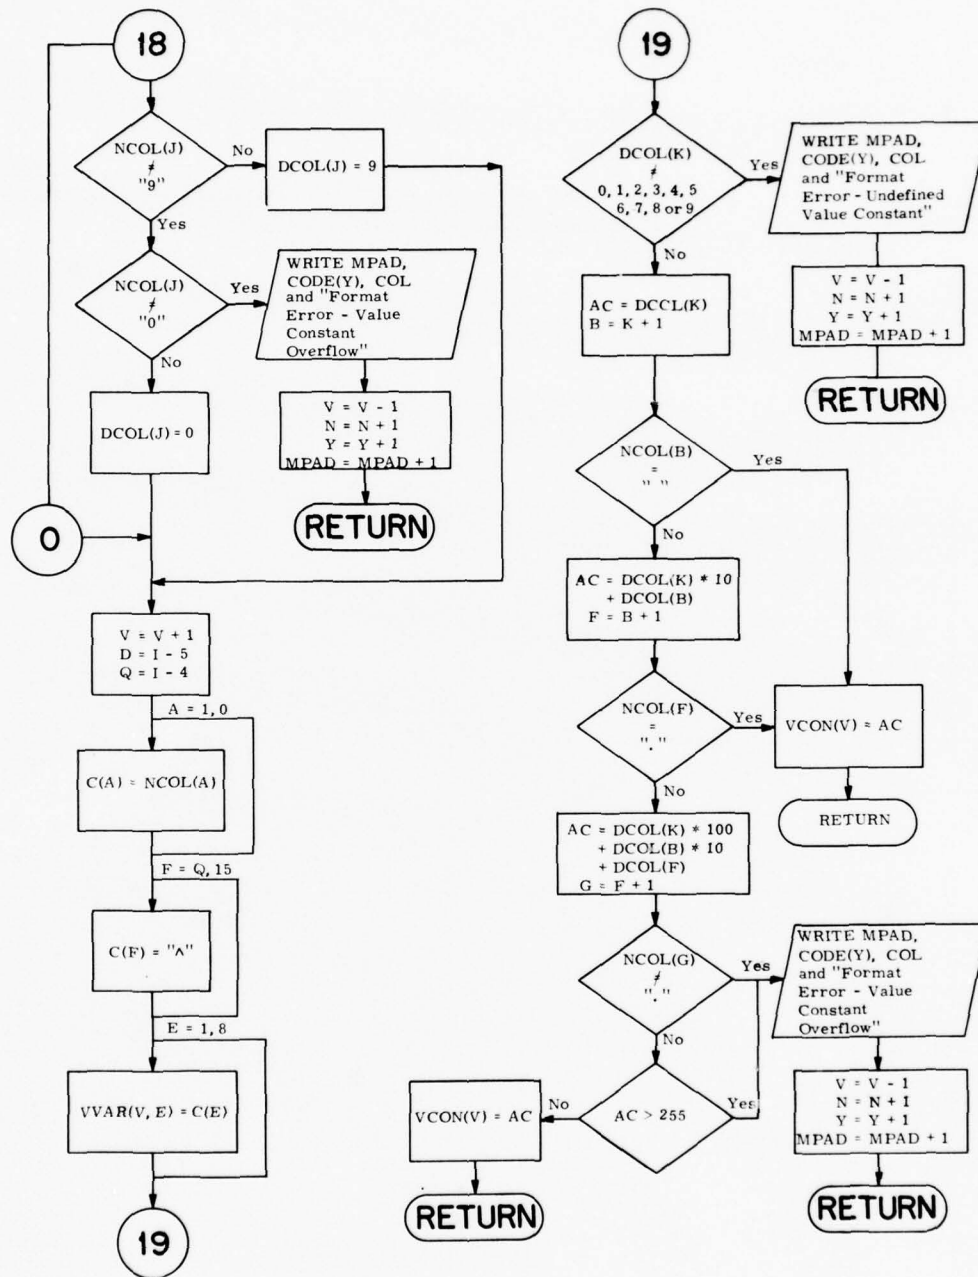 18
NCOL(J)
≠
"9"
No
DCOL(J) = 9
Yes
NCOL(J)
≠
"0"
Yes
WRITE MPAD,
CODE(Y), COL
and "Format
Error - Value
Constant
Overflow"
No
DCOL(J) = 0
V = V - 1
N = N + 1
Y = Y + 1
MPAD = MPAD + 1
RETURN
O
V = V + 1
D = I - 5
Q = I - 4
A = 1, 0
C(A) = NCOL(A)
F = Q, 15
C(F) = "^"
E = 1, 8
VVAR(V, E) = C(E)
19
19
DCOL(K)
≠
0, 1, 2, 3, 4, 5
6, 7, 8 or 9
Yes
WRITE MPAD,
CODE(Y), COL
and "Format
Error - Undefined
Value Constant"
No
V = V - 1
N = N + 1
Y = Y + 1
MPAD = MPAD + 1
RETURN
AC = DCCL(K)
B = K + 1
NCOL(B)
=
" "
Yes
No
AC = DCOL(K) * 10
+ DCOL(B)
F = B + 1
NCOL(F)
=
"."
Yes
VCON(V) = AC
RETURN
No
AC = DCOL(K) * 100
+ DCOL(B) * 10
+ DCOL(F)
G = F + 1
NCOL(G)
≠
"."
Yes
WRITE MPAD,
CODE(Y), COL
and "Format
Error - Value
Constant
Overflow"
No
AC > 255
Yes
No
VCON(V) = AC
RETURN
V = V - 1
N = N + 1
Y = Y + 1
MPAD = MPAD + 1
RETURN